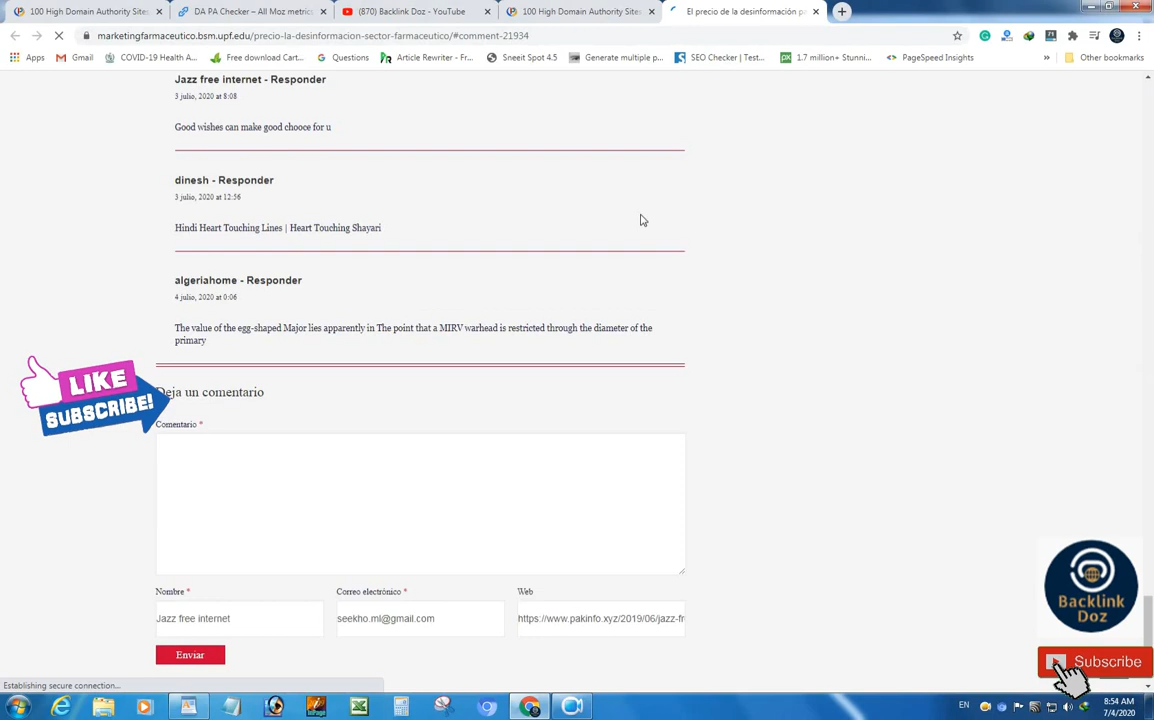 100 High Domain Authority Sites
DA PA Checker – All Moz metrics
(870) Backlink Doz - YouTube
100 High Domain Authority Sites
El precio de la desinformación pa
marketingfarmaceutico.bsm.upf.edu/precio-la-desinformacion-sector-farmaceutico/#comment-21934
Apps
Gmail
COVID-19 Health A...
Free download Cart...
Questions
Article Rewriter - Fr...
Sneeit Spot 4.5
Generate multiple p...
SEO Checker | Test...
1.7 million+ Stunni...
PageSpeed Insights
»
Other bookmarks
Jazz free internet - Responder
3 julio, 2020 at 8:08
Good wishes can make good chooce for u
dinesh - Responder
3 julio, 2020 at 12:56
Hindi Heart Touching Lines | Heart Touching Shayari
algeriahome - Responder
4 julio, 2020 at 0:06
The value of the egg-shaped Major lies apparently in The point that a MIRV warhead is restricted through the diameter of the
primary
LIKE
SUBSCRIBE!
Deja un comentario
Comentario *
Nombre *
Correo electrónico *
Web
Jazz free internet
seekho.ml@gmail.com
https://www.pakinfo.xyz/2019/06/jazz-fr
Enviar
Backlink
Doz
Subscribe
Establishing secure connection...
EN
8:54 AM
7/4/2020